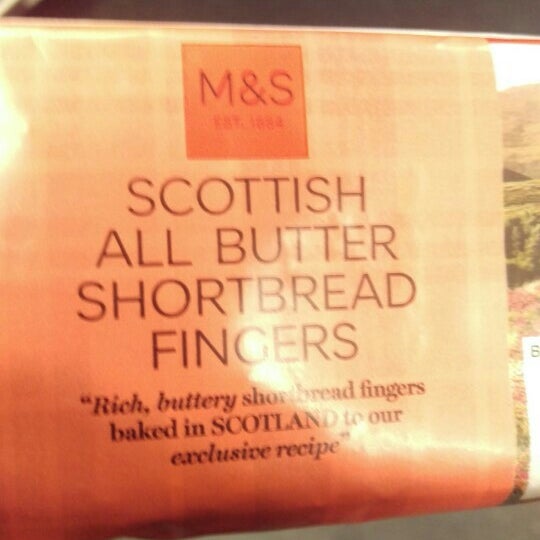 M&S
EST. 1884
SCOTTISH
ALL BUTTER
SHORTBREAD
FINGERS
"Rich, buttery shortbread fingers
baked in SCOTLAND to our
exclusive recipe"
B